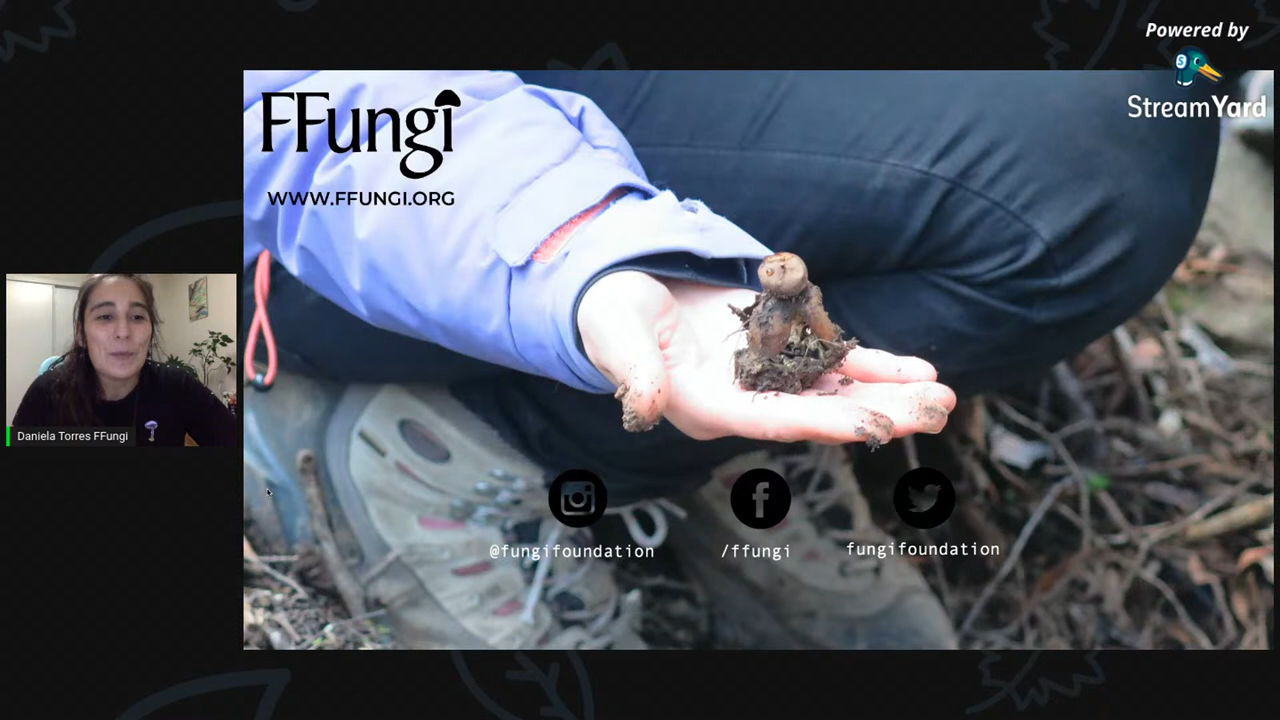 Powered by
StreamYard
FFungi
WWW.FFUNGI.ORG
Daniela Torres FFungi
@fungifoundation
/ffungi
fungifoundation